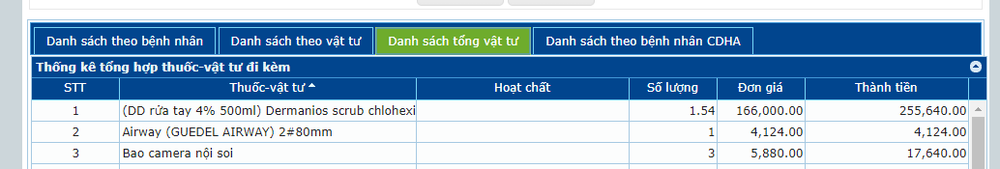 Danh sách theo bệnh nhân Danh sách theo vật tư Danh sách tổng vật tư Danh sách theo bệnh nhân CDHA
Thống kê tổng hợp thuốc-vật tư đi kèm
STT Thuốc-vật tư Hoạt chất Số lượng Đơn giá Thành tiền
1 (DD rửa tay 4% 500ml) Dermanios scrub chlohexi 1.54 166,000.00 255,640.00
2 Airway (GUEDEL AIRWAY) 2#80mm 1 4,124.00 4,124.00
3 Bao camera nội soi 3 5,880.00 17,640.00